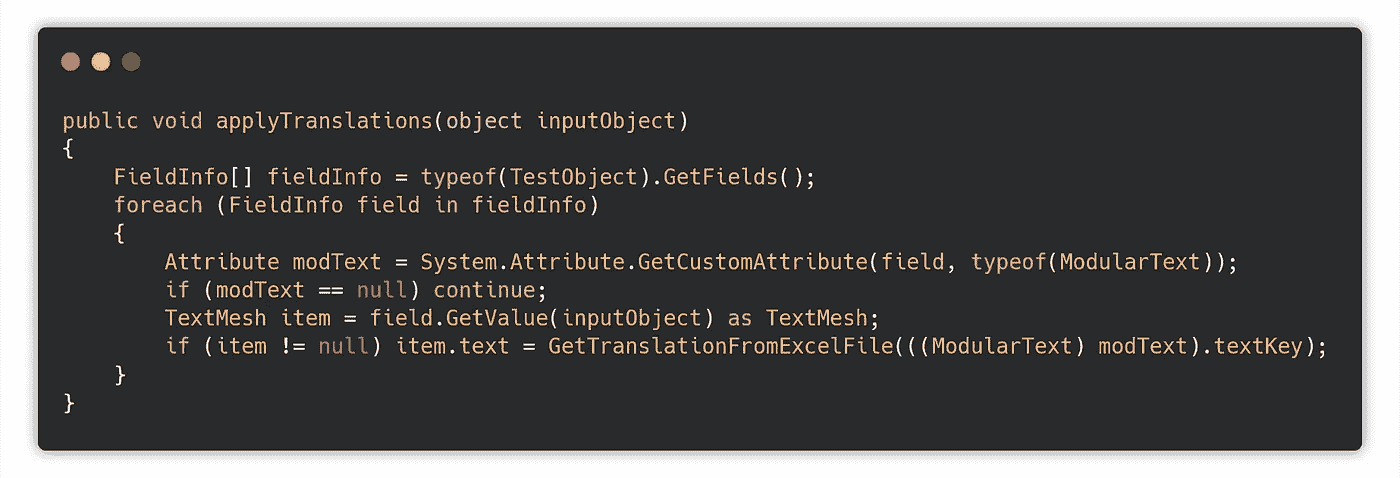 public void applyTranslations(object inputObject)
{
    FieldInfo[] fieldInfo = typeof(TestObject).GetFields();
    foreach (FieldInfo field in fieldInfo)
    {
        Attribute modText = System.Attribute.GetCustomAttribute(field, typeof(ModularText));
        if (modText == null) continue;
        TextMesh item = field.GetValue(inputObject) as TextMesh;
        if (item != null) item.text = GetTranslationFromExcelFile(((ModularText) modText).textKey);
    }
}